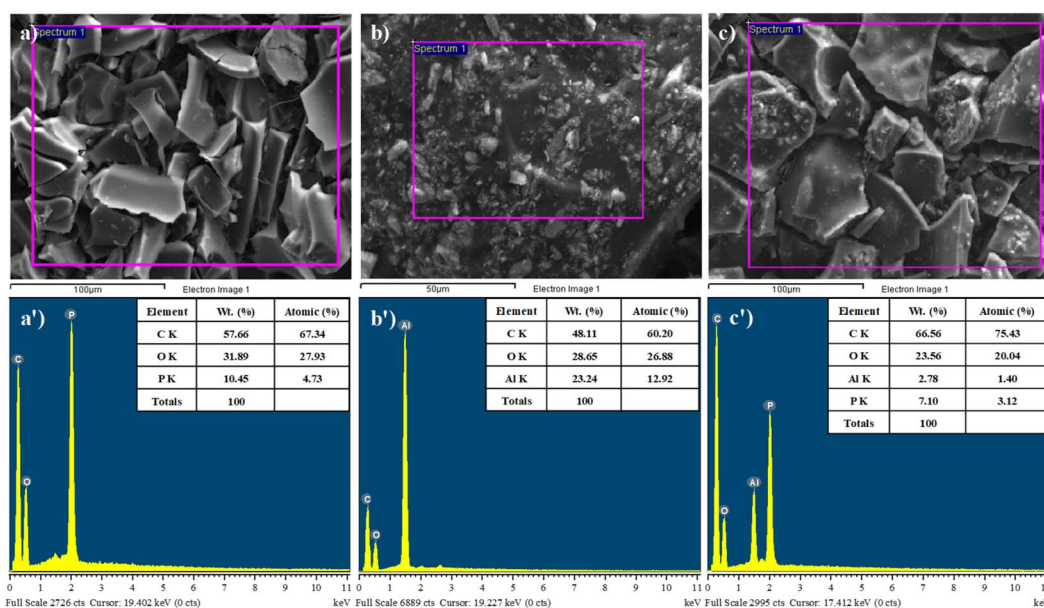 a)
Spectrum 1
b)
Spectrum 1
c)
Spectrum 1
100µm Electron Image 1
50µm Electron Image 1
100µm Electron Image 1
a')
P
C
O
Element Wt. (%) Atomic (%)
C K 57.66 67.34
O K 31.89 27.93
P K 10.45 4.73
Totals 100
0 1 2 3 4 5 6 7 8 9 10 11
Full Scale 2726 cts Cursor: 19.402 keV (0 cts) keV
b')
Al
C
O
Element Wt. (%) Atomic (%)
C K 48.11 60.20
O K 28.65 26.88
Al K 23.24 12.92
Totals 100
0 1 2 3 4 5 6 7 8 9 10 11
Full Scale 6889 cts Cursor: 19.227 keV (0 cts) keV
c')
C
P
Al
O
Element Wt. (%) Atomic (%)
C K 66.56 75.43
O K 23.56 20.04
Al K 2.78 1.40
P K 7.10 3.12
Totals 100
0 1 2 3 4 5 6 7 8 9 10 11
Full Scale 2995 cts Cursor: 17.412 keV (0 cts)